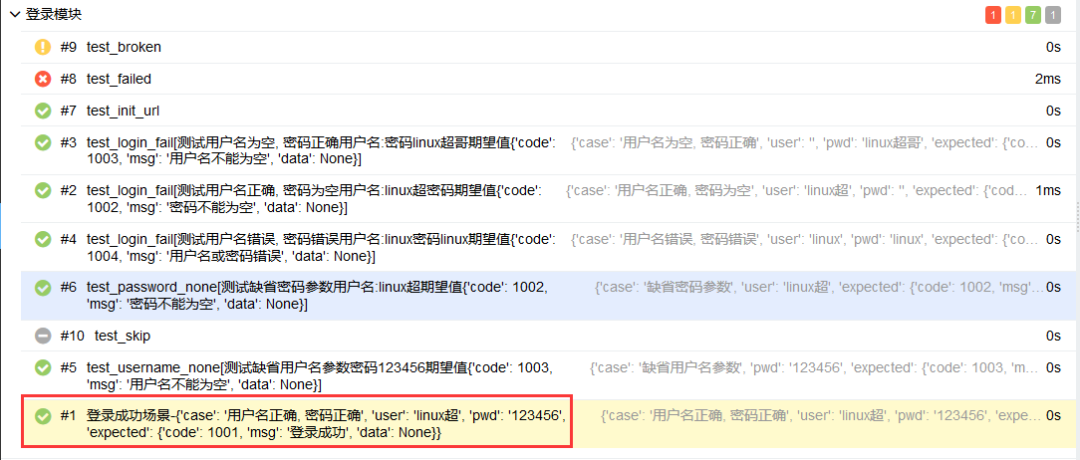 登录模块 1 1 7 1
#9 test_broken 0s
#8 test_failed 2ms
#7 test_init_url 0s
#3 test_login_fail[测试用户名为空, 密码正确用户名:密码linux超哥期望值{'code': {'case': '用户名为空, 密码正确', 'user': '', 'pwd': 'linux超哥', 'expected': {'co… 0s
1003, 'msg': '用户名不能为空', 'data': None}]
#2 test_login_fail[测试用户名正确, 密码为空用户名:linux超密码期望值{'code': {'case': '用户名正确, 密码为空', 'user': 'linux超', 'pwd': '', 'expected': {'cod… 1ms
1002, 'msg': '密码不能为空', 'data': None}]
#4 test_login_fail[测试用户名错误, 密码错误用户名:linux密码linux期望值{'code': {'case': '用户名错误, 密码错误', 'user': 'linux', 'pwd': 'linux', 'expected': {'co… 0s
1004, 'msg': '用户名或密码错误', 'data': None}]
#6 test_password_none[测试缺省密码参数用户名:linux超期望值{'code': 1002, {'case': '缺省密码参数', 'user': 'linux超', 'expected': {'code': 1002, 'msg'… 0s
'msg': '密码不能为空', 'data': None}]
#10 test_skip 0s
#5 test_username_none[测试缺省用户名参数密码123456期望值{'code': 1003, {'case': '缺省用户名参数', 'pwd': '123456', 'expected': {'code': 1003, 'm… 0s
'msg': '用户名不能为空', 'data': None}]
#1 登录成功场景-{'case': '用户名正确, 密码正确', 'user': 'linux超', 'pwd': '123456', {'case': '用户名正确, 密码正确', 'user': 'linux超', 'pwd': '123456', 'expe… 0s
'expected': {'code': 1001, 'msg': '登录成功', 'data': None}}